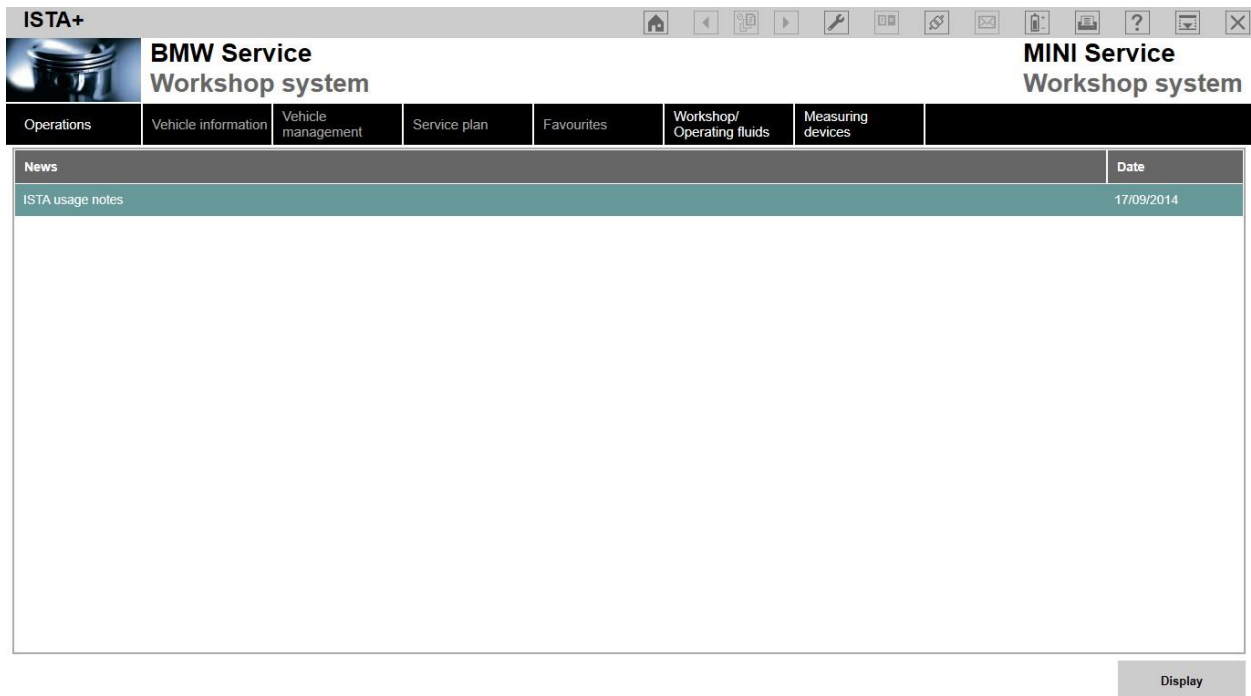 ISTA+
?
BMW Service
Workshop system
MINI Service
Workshop system
Operations
Vehicle information
Vehicle
management
Service plan
Favourites
Workshop/
Operating fluids
Measuring
devices
News
Date
ISTA usage notes
17/09/2014
Display